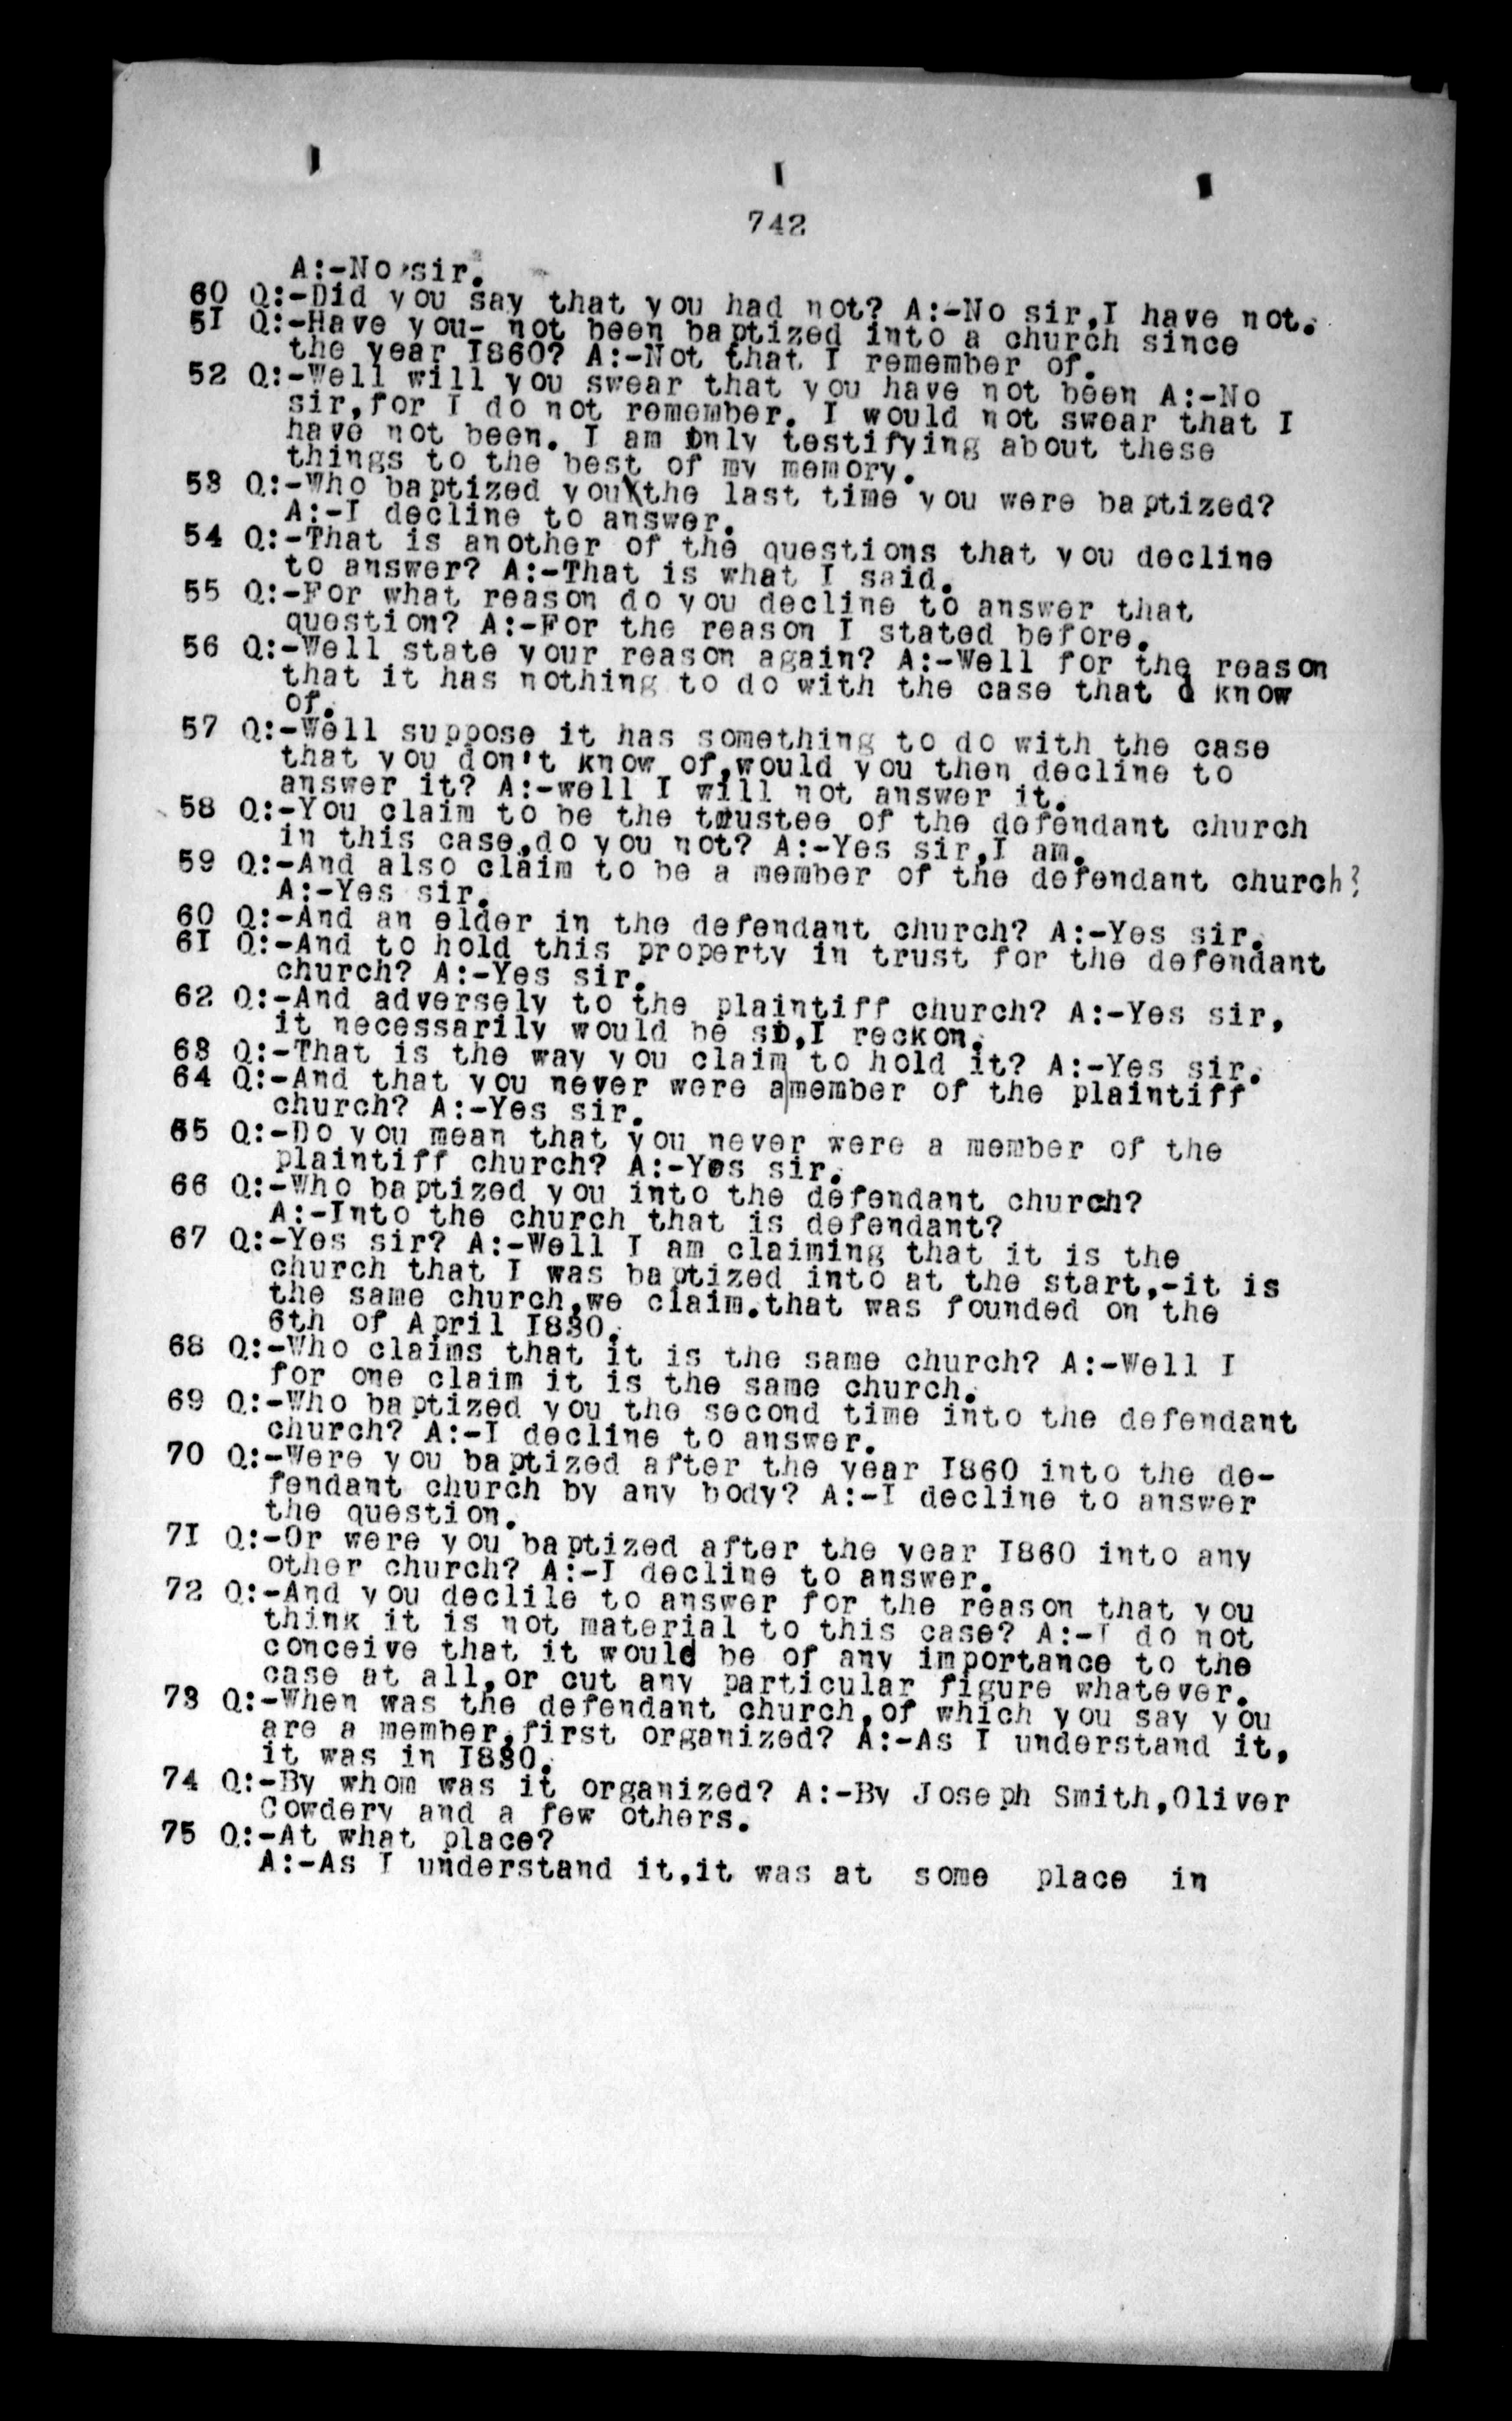 742
A:-No sir.
60 Q:-Did you say that you had not? A:-No sir,I have not.
51 Q:-Have you- not been baptized into a church since
the year I860? A:-Not that I remember of.
52 Q:-Well will you swear that you have not been A:-No
sir,for I do not remember. I would not swear that I
have not been. I am only testifying about these
things to the best of my memory.
53 Q:-Who baptized you the last time you were baptized?
A:-I decline to answer.
54 Q:-That is another of the questions that you decline
to answer? A:-That is what I said.
55 Q:-For what reason do you decline to answer that
question? A:-For the reason I stated before.
56 Q:-Well state your reason again? A:-Well for the reason
that it has nothing to do with the case that I know
of.
57 Q:-Well suppose it has something to do with the case
that you don't know of,would you then decline to
answer it? A:-well I will not answer it.
58 Q:-You claim to be the trustee of the defendant church
in this case,do you not? A:-Yes sir,I am.
59 Q:-And also claim to be a member of the defendant church?
A:-Yes sir.
60 Q:-And an elder in the defendant church? A:-Yes sir.
61 Q:-And to hold this property in trust for the defendant
church? A:-Yes sir.
62 Q:-And adversely to the plaintiff church? A:-Yes sir,
it necessarily would be so,I reckon.
63 Q:-That is the way you claim to hold it? A:-Yes sir.
64 Q:-And that you never were a|member of the plaintiff
church? A:-Yes sir.
65 Q:-Do you mean that you never were a member of the
plaintiff church? A:-Yes sir.
66 Q:-Who baptized you into the defendant church?
A:-Into the church that is defendant?
67 Q:-Yes sir? A:-Well I am claiming that it is the
church that I was baptized into at the start,-it is
the same church,we claim.that was founded on the
6th of April I830.
68 Q:-Who claims that it is the same church? A:-Well I
for one claim it is the same church.
69 Q:-Who baptized you the second time into the defendant
church? A:-I decline to answer.
70 Q:-Were you baptized after the year I860 into the de-
fendant church by any body? A:-I decline to answer
the question.
71 Q:-Or were you baptized after the year I860 into any
other church? A:-I decline to answer.
72 Q:-And you declile to answer for the reason that you
think it is not material to this case? A:-I do not
conceive that it would be of any importance to the
case at all,or cut any particular figure whatever.
73 Q:-When was the defendant church,of which you say you
are a member,first organized? A:-As I understand it,
it was in I830.
74 Q:-By whom was it organized? A:-By Joseph Smith,Oliver
Cowdery and a few others.
75 Q:-At what place?
A:-As I understand it,it was at some place in